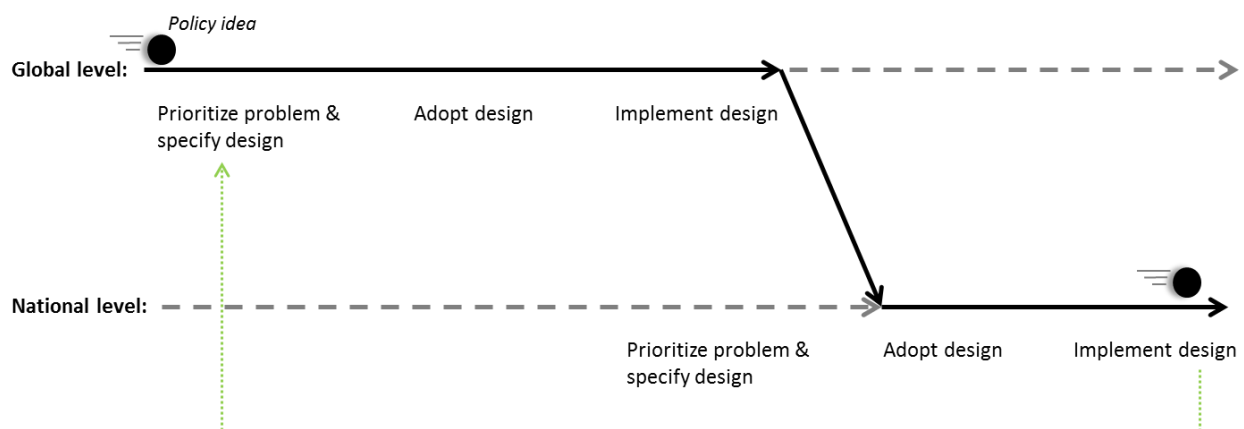 Policy idea
Global level:
Prioritize problem &
specify design
Adopt design
Implement design
National level:
Prioritize problem &
specify design
Adopt design
Implement design